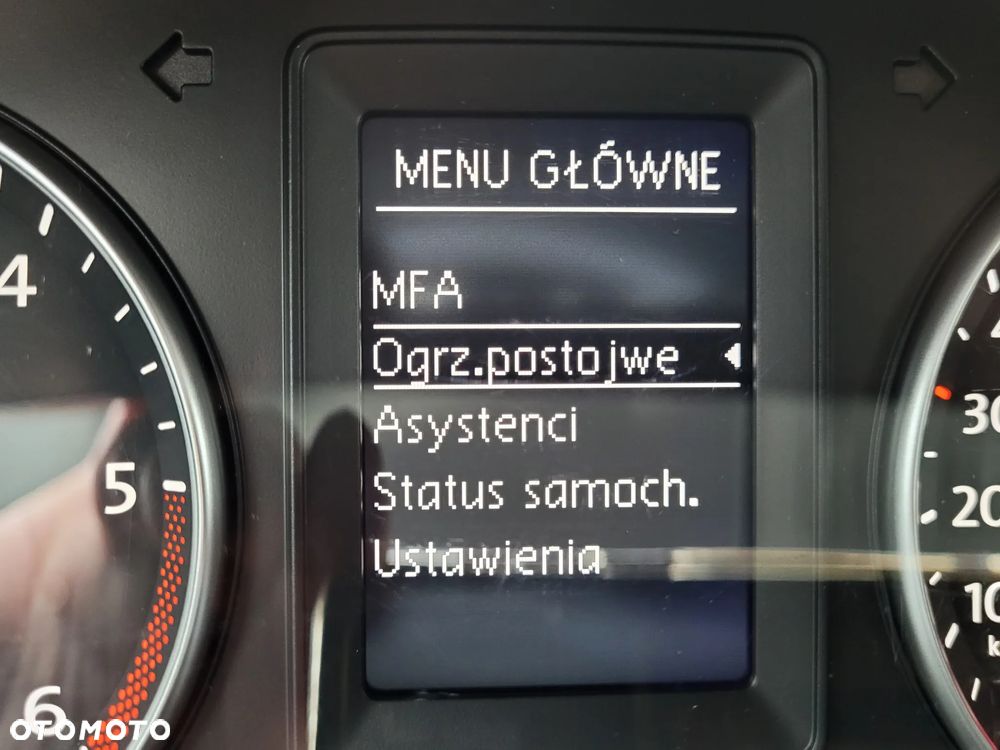 MENU GŁÓWNE
MFA
Ogrz.postojwe
Asystenci
Status samoch.
Ustawienia
4
5
6
30
20
10
OTOMOTO